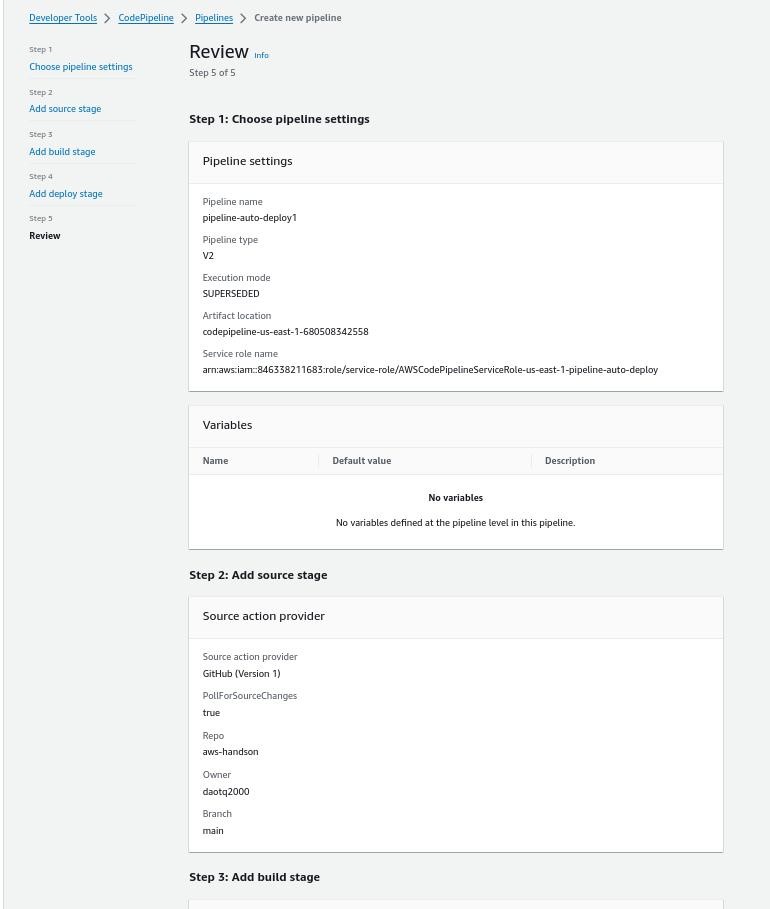 Developer Tools > CodePipeline > Pipelines > Create new pipeline
Step 1
Choose pipeline settings
Step 2
Add source stage
Step 3
Add build stage
Step 4
Add deploy stage
Step 5
Review
Review Info
Step 5 of 5
Step 1: Choose pipeline settings
Pipeline settings
Pipeline name
pipeline-auto-deploy1
Pipeline type
V2
Execution mode
SUPERSEDED
Artifact location
codepipeline-us-east-1-680508342558
Service role name
arn:aws:iam::846338211683:role/service-role/AWSCodePipelineServiceRole-us-east-1-pipeline-auto-deploy
Variables
Name Default value Description
No variables
No variables defined at the pipeline level in this pipeline.
Step 2: Add source stage
Source action provider
Source action provider
GitHub (Version 1)
PollForSourceChanges
true
Repo
aws-handson
Owner
daotq2000
Branch
main
Step 3: Add build stage